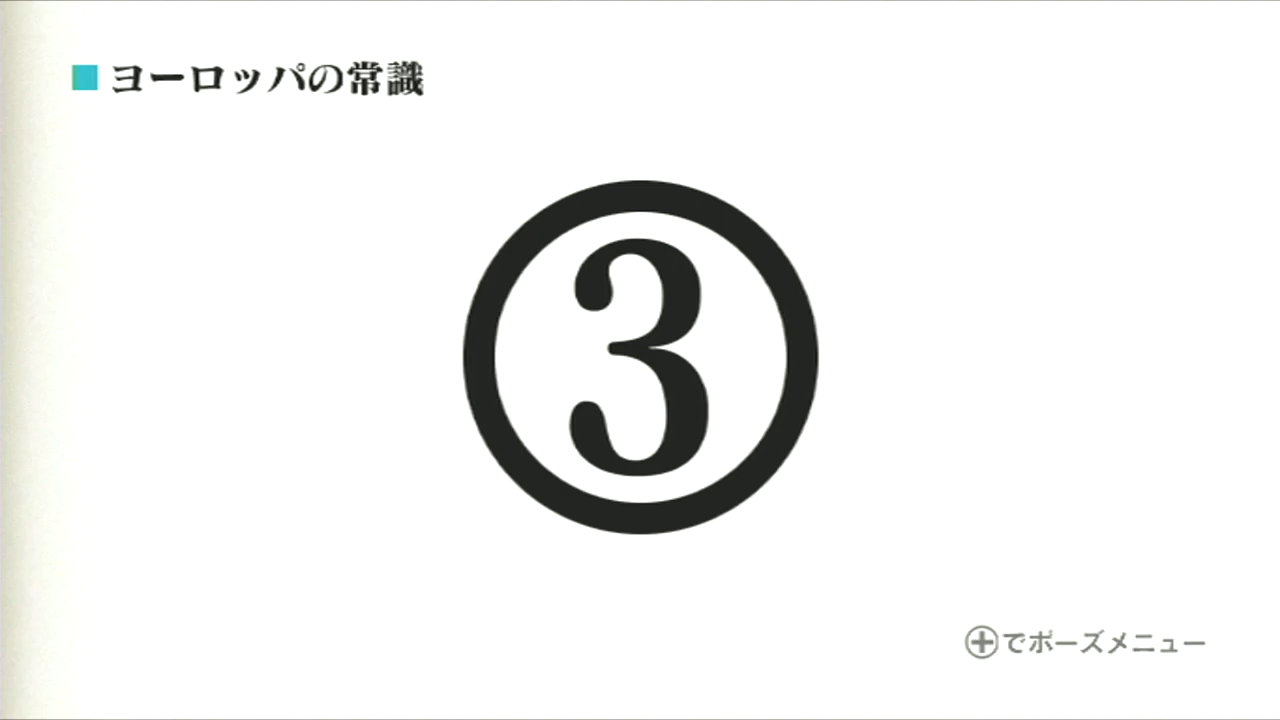 ■ヨーロッパの常識
③
⊕でポーズメニュー